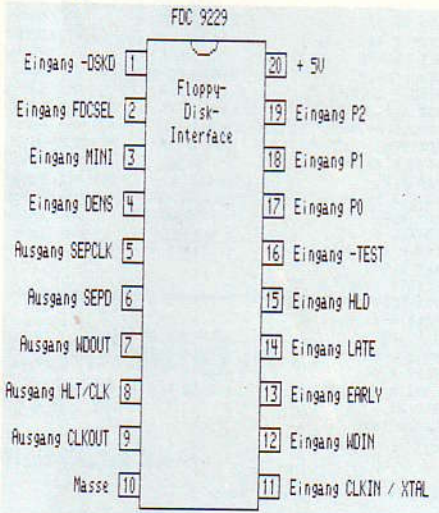 FDC 9229
Eingang -DSKD 1
20 + 5V
Floppy-
Disk-
Interface
Eingang FDCSEL 2
19 Eingang P2
Eingang MINI 3
18 Eingang P1
Eingang DENS 4
17 Eingang P0
Ausgang SEPCLK 5
16 Eingang -TEST
Ausgang SEPD 6
15 Eingang HLD
Ausgang WDOUT 7
14 Eingang LATE
Ausgang HLT/CLK 8
13 Eingang EARLY
Ausgang CLKOUT 9
12 Eingang WDIN
Masse 10
11 Eingang CLKIN / XTAL